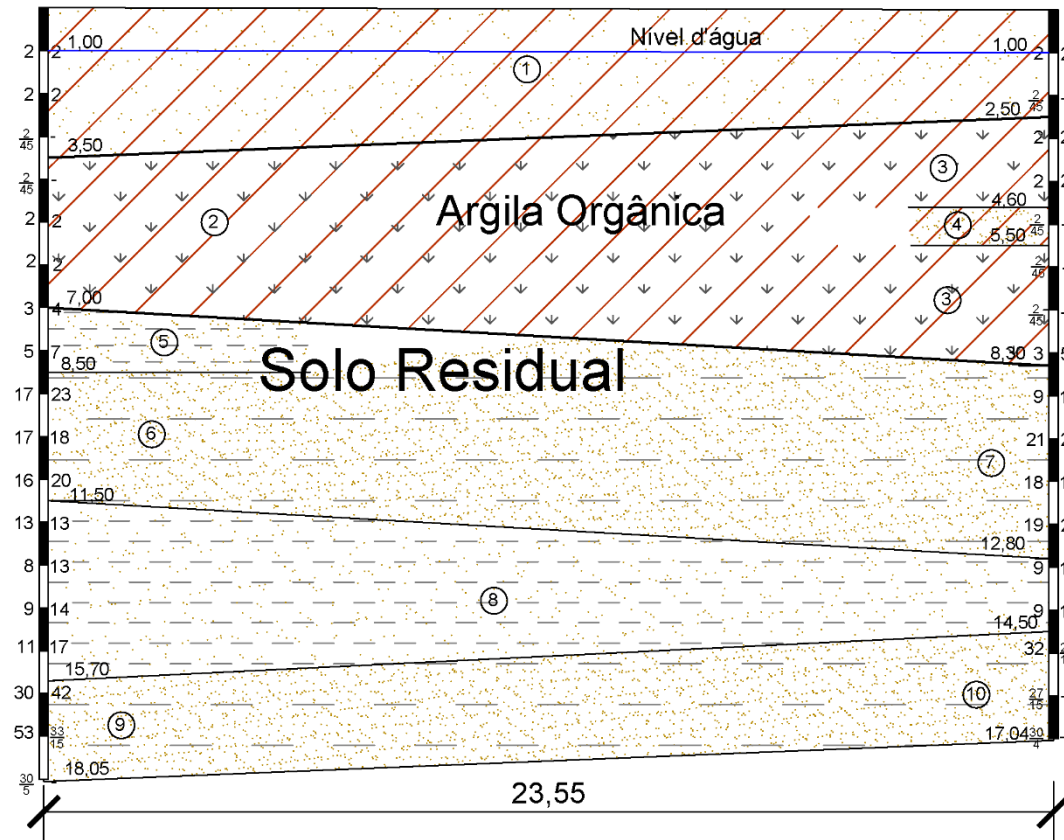 Nível d'água
2 2 1,00 1,00 2
1
2 2 2/45
2,50
2/45 - 3,50 2
3
2/45 - 2
4,60
Argila Orgânica
2 2 2 4 2/45
5,50
2 2 2/45
3
7,00
3 4 2/45
5
5 7 8,30 3
8,50
Solo Residual
17 23 9
17 18 6 21
7
16 20 18
11,50
13 13 19
12,80
8 13 9
8
9 14 9
14,50
11 17 32
15,70
30 42 10 27/15
9
53 33/15 17,04 39/4
18,05
30/5
23,55